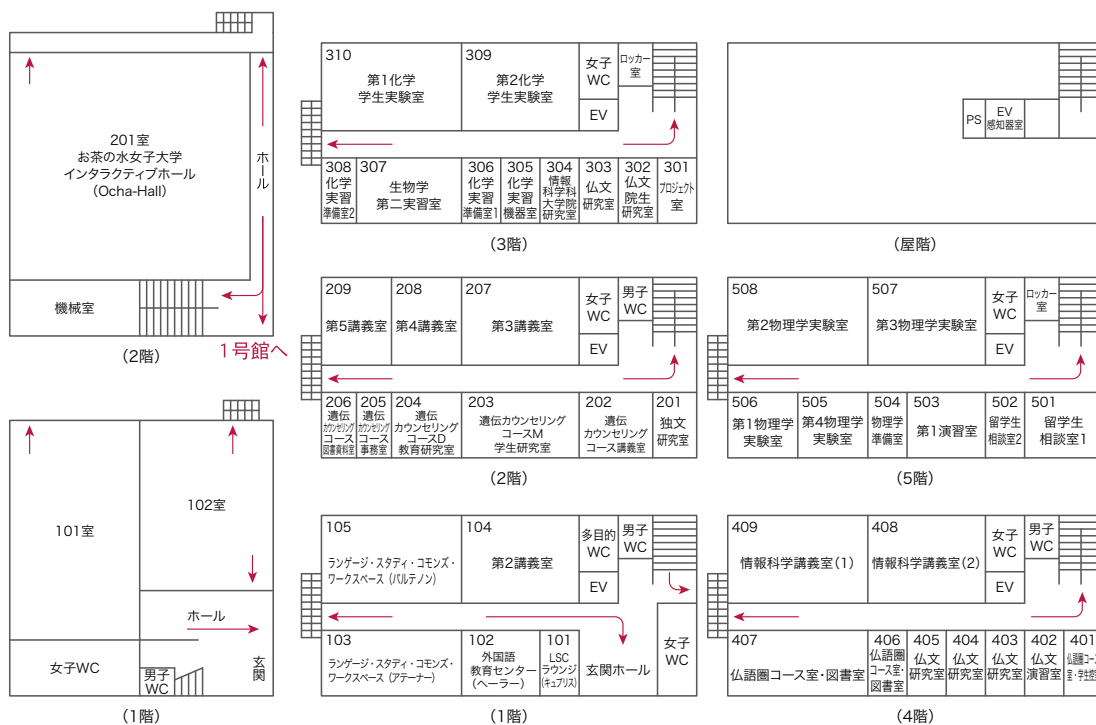 201室
お茶の水女子大学
インタラクティブホール
(Ocha-Hall)
ホール
機械室
(2階)
1号館へ
101室
102室
ホール
女子WC
男子
WC
玄関
(1階)
310
第1化学
学生実験室
309
第2化学
学生実験室
女子
WC
ロッカー
室
EV
308
化学
実習
準備室2
307
生物学
第二実習室
306
化学
実習
準備室1
305
化学
実習
機器室
304
情報
科学科
大学院
研究室
303
仏文
研究室
302
仏文
院生
研究室
301
プロジェクト
室
(3階)
209
第5講義室
208
第4講義室
207
第3講義室
女子
WC
男子
WC
EV
206
遺伝
カウンセリング
コース
図書資料室
205
遺伝
カウンセリング
コース
事務室
204
遺伝
カウンセリング
コースD
教育研究室
203
遺伝カウンセリング
コースM
学生研究室
202
遺伝
カウンセリング
コース講義室
201
独文
研究室
(2階)
105
ランゲージ・スタディ・コモンズ・
ワークスペース(パルテノン)
104
第2講義室
多目的
WC
男子
WC
EV
103
ランゲージ・スタディ・コモンズ・
ワークスペース(アテーナー)
102
外国語
教育センター
(ヘーラー)
101
LSC
ラウンジ
(キュプリス)
玄関ホール
女子
WC
(1階)
PS
EV
感知器室
(屋階)
508
第2物理学実験室
507
第3物理学実験室
女子
WC
ロッカー
室
EV
506
第1物理学
実験室
505
第4物理学
実験室
504
物理学
準備室
503
第1演習室
502
留学生
相談室2
501
留学生
相談室1
(5階)
409
情報科学講義室(1)
408
情報科学講義室(2)
女子
WC
男子
WC
EV
407
仏語圏コース室・図書室
406
仏語圏
コース室・
図書室
405
仏文
研究室
404
仏文
研究室
403
仏文
研究室
402
仏文
演習室
401
仏語圏コース
(4階)